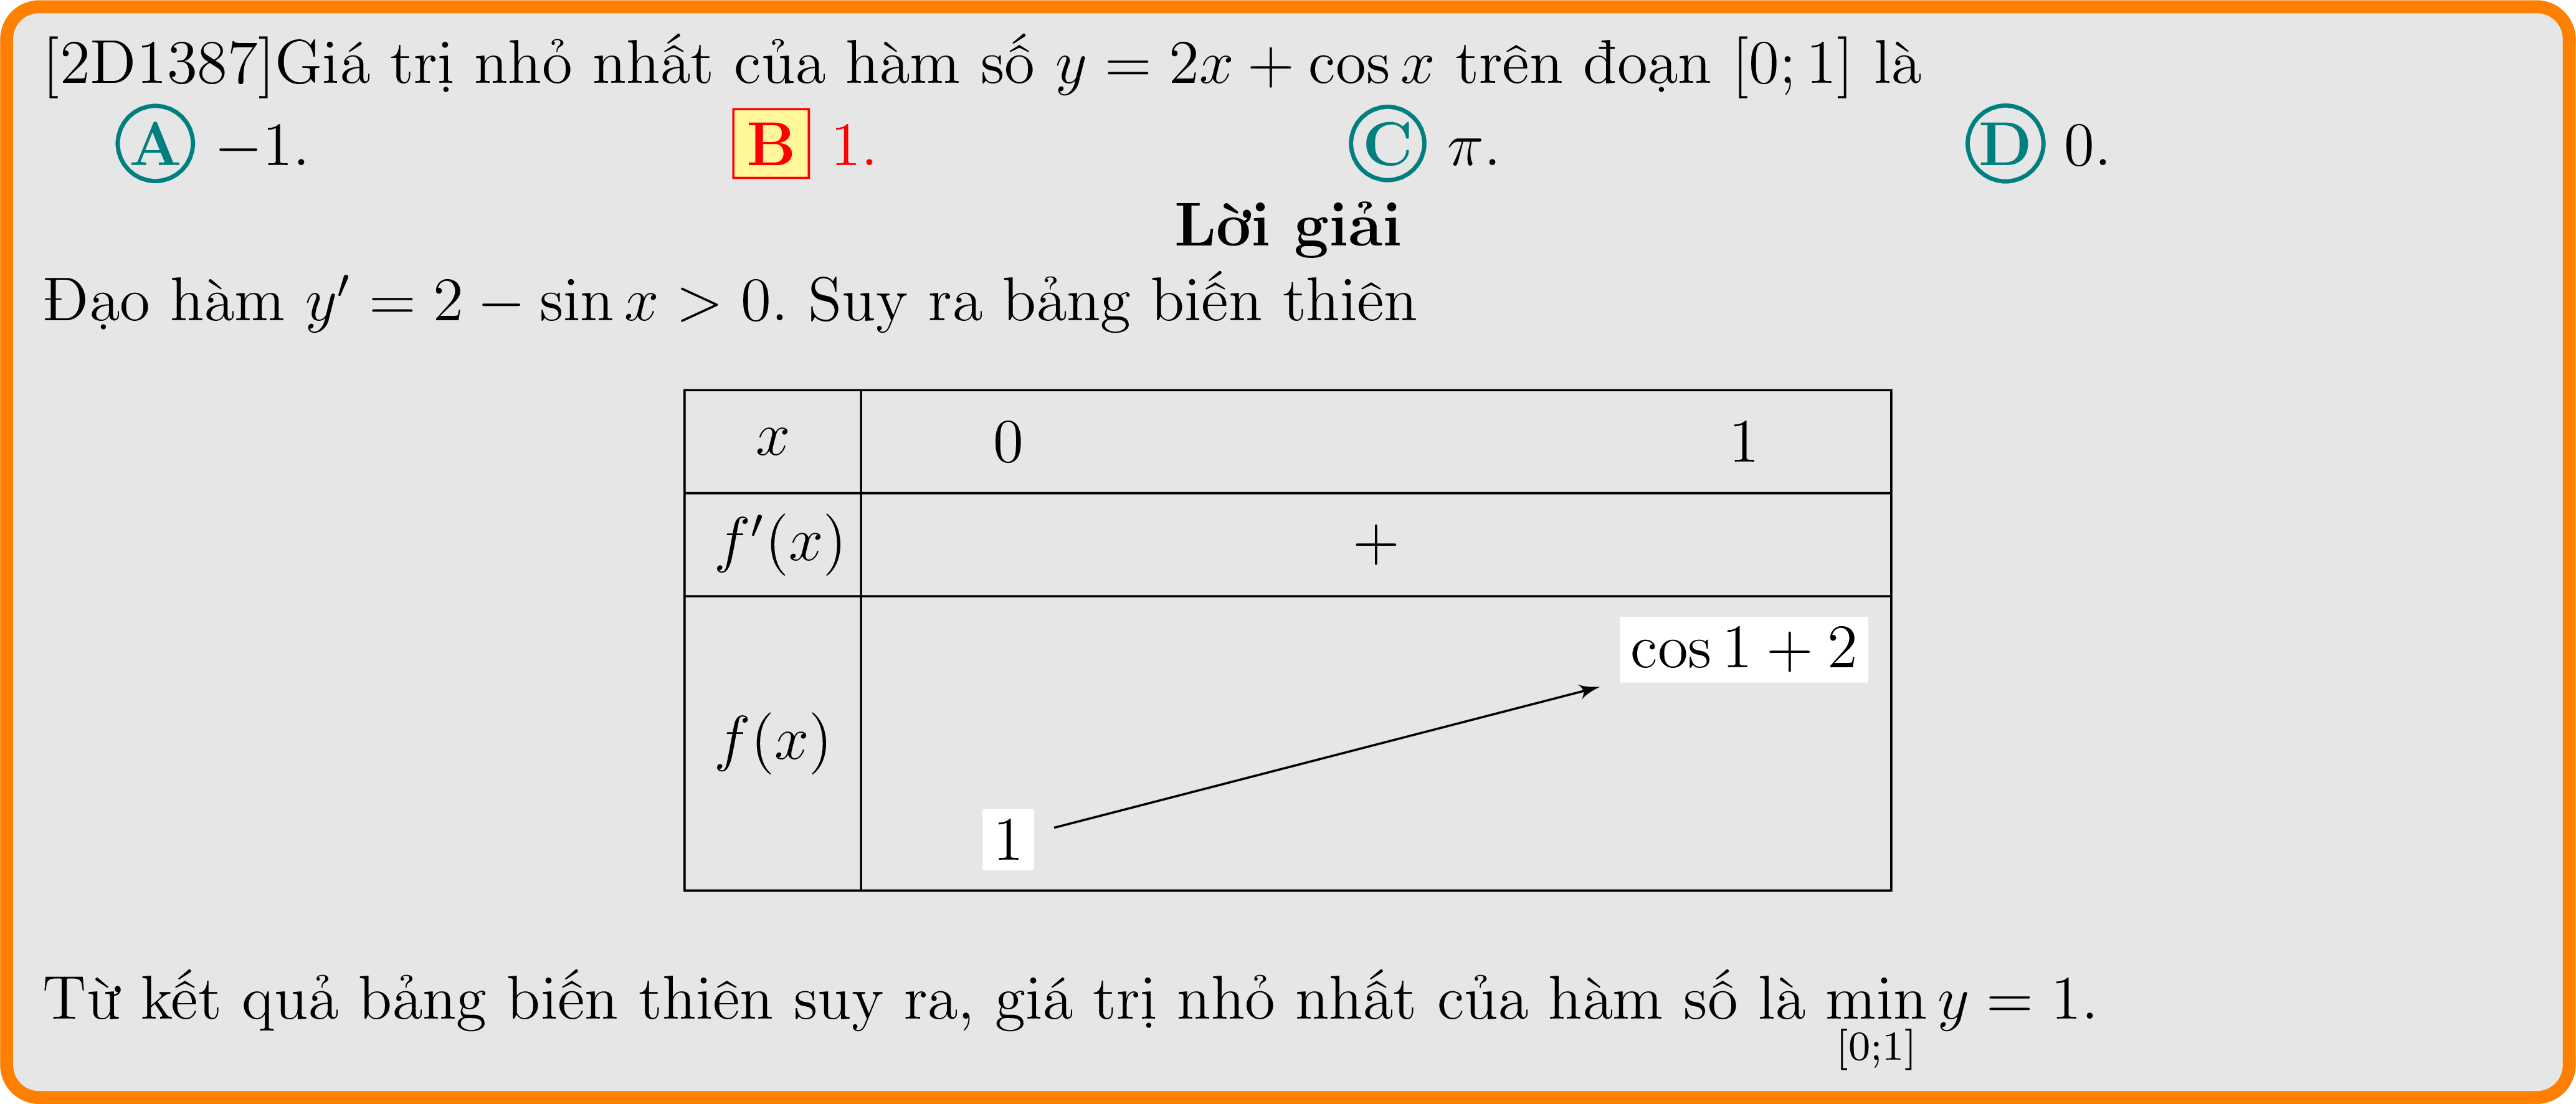 [2D1387]Giá trị nhỏ nhất của hàm số y = 2x + cos x trên đoạn [0; 1] là
A −1. B 1. C π. D 0.
Lời giải
Đạo hàm y′ = 2 − sin x > 0. Suy ra bảng biến thiên
x 0 1
f′(x) +
cos 1 + 2
f(x)
1
Từ kết quả bảng biến thiên suy ra, giá trị nhỏ nhất của hàm số là min y = 1.
[0;1]